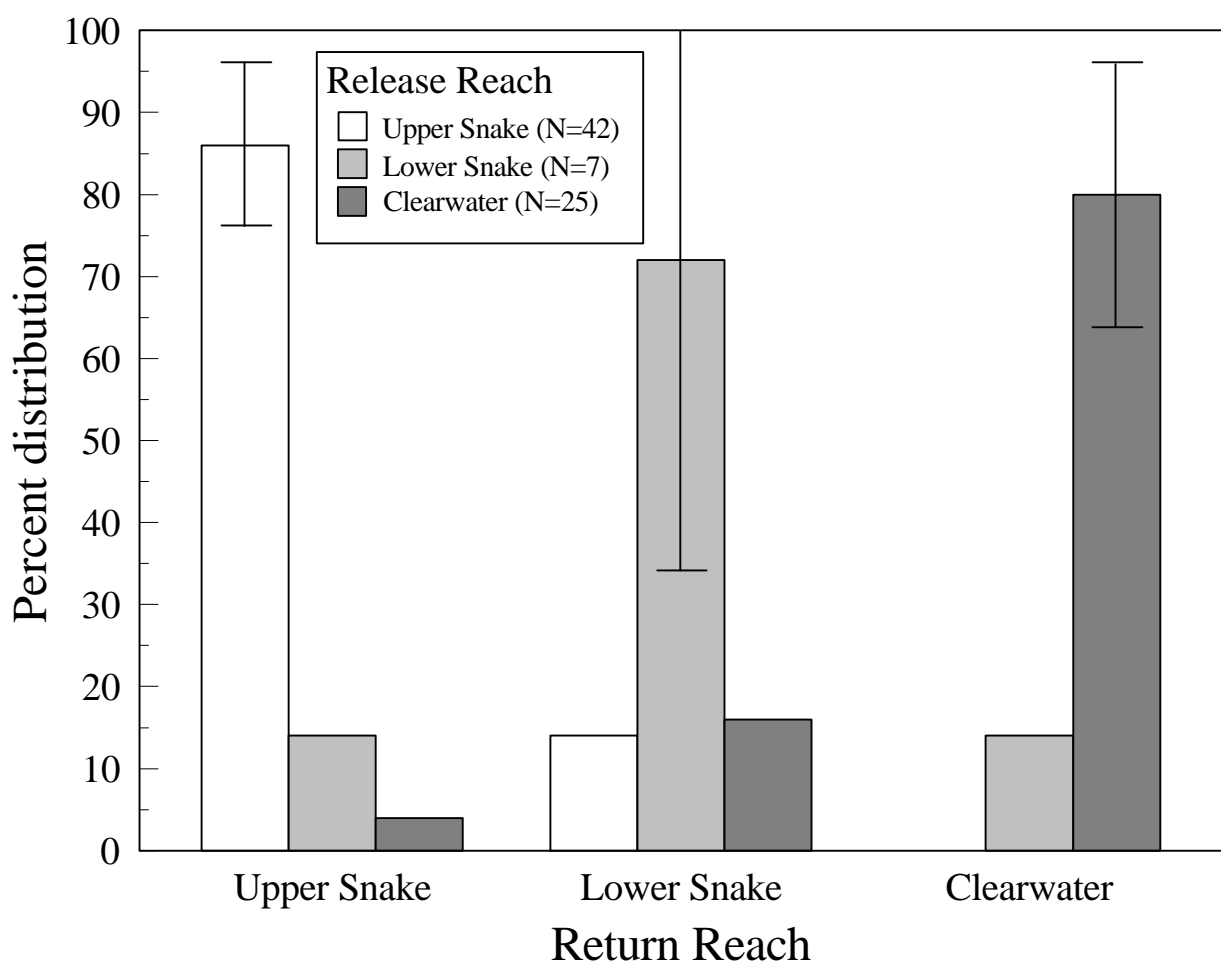 Percent distribution
100
90
80
70
60
50
40
30
20
10
0
Release Reach
Upper Snake (N=42)
Lower Snake (N=7)
Clearwater (N=25)
Upper Snake
Lower Snake
Clearwater
Return Reach